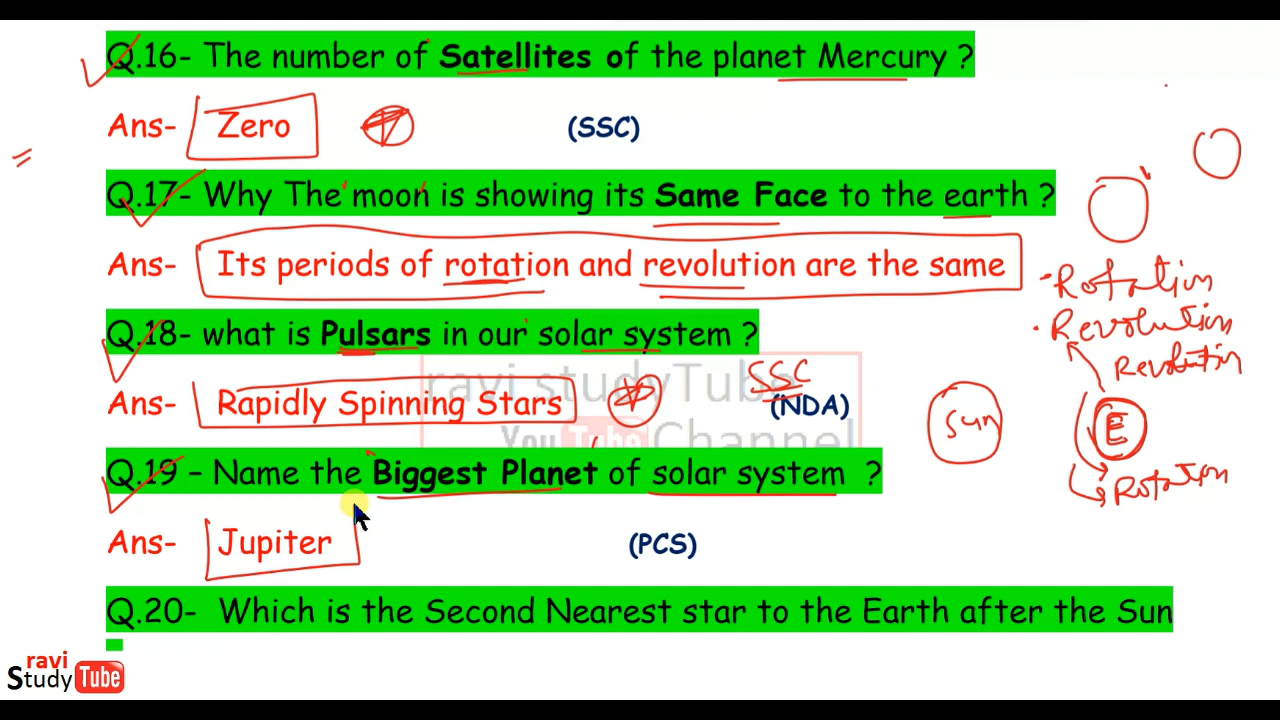 Q.16- The number of Satellites of the planet Mercury ?
Ans- Zero (SSC)
Q.17- Why The moon is showing its Same Face to the earth ?
Ans- Its periods of rotation and revolution are the same
Rotation
Revolution
Revolution
Q.18- what is Pulsars in our solar system ?
Ans- Rapidly Spinning Stars SSC (NDA)
ravi studyTube
YouTube Channel
Sun
E
Rotation
Q.19 – Name the Biggest Planet of solar system ?
Ans- Jupiter (PCS)
Q.20- Which is the Second Nearest star to the Earth after the Sun
ravi
Study Tube